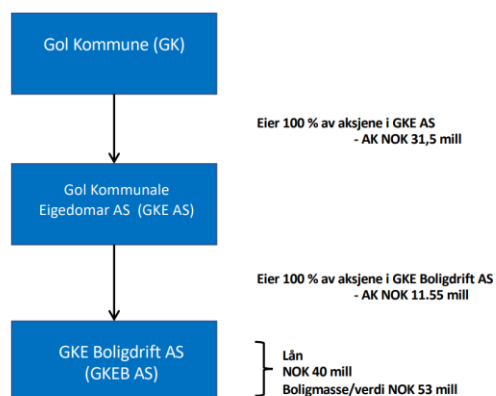 Gol Kommune (GK)
Eier 100 % av aksjene i GKE AS
- AK NOK 31,5 mill
Gol Kommunale
Eigedomar AS (GKE AS)
Eier 100 % av aksjene i GKE Boligdrift AS
- AK NOK 11.55 mill
GKE Boligdrift AS
(GKEB AS)
Lån
NOK 40 mill
Boligmasse/verdi NOK 53 mill